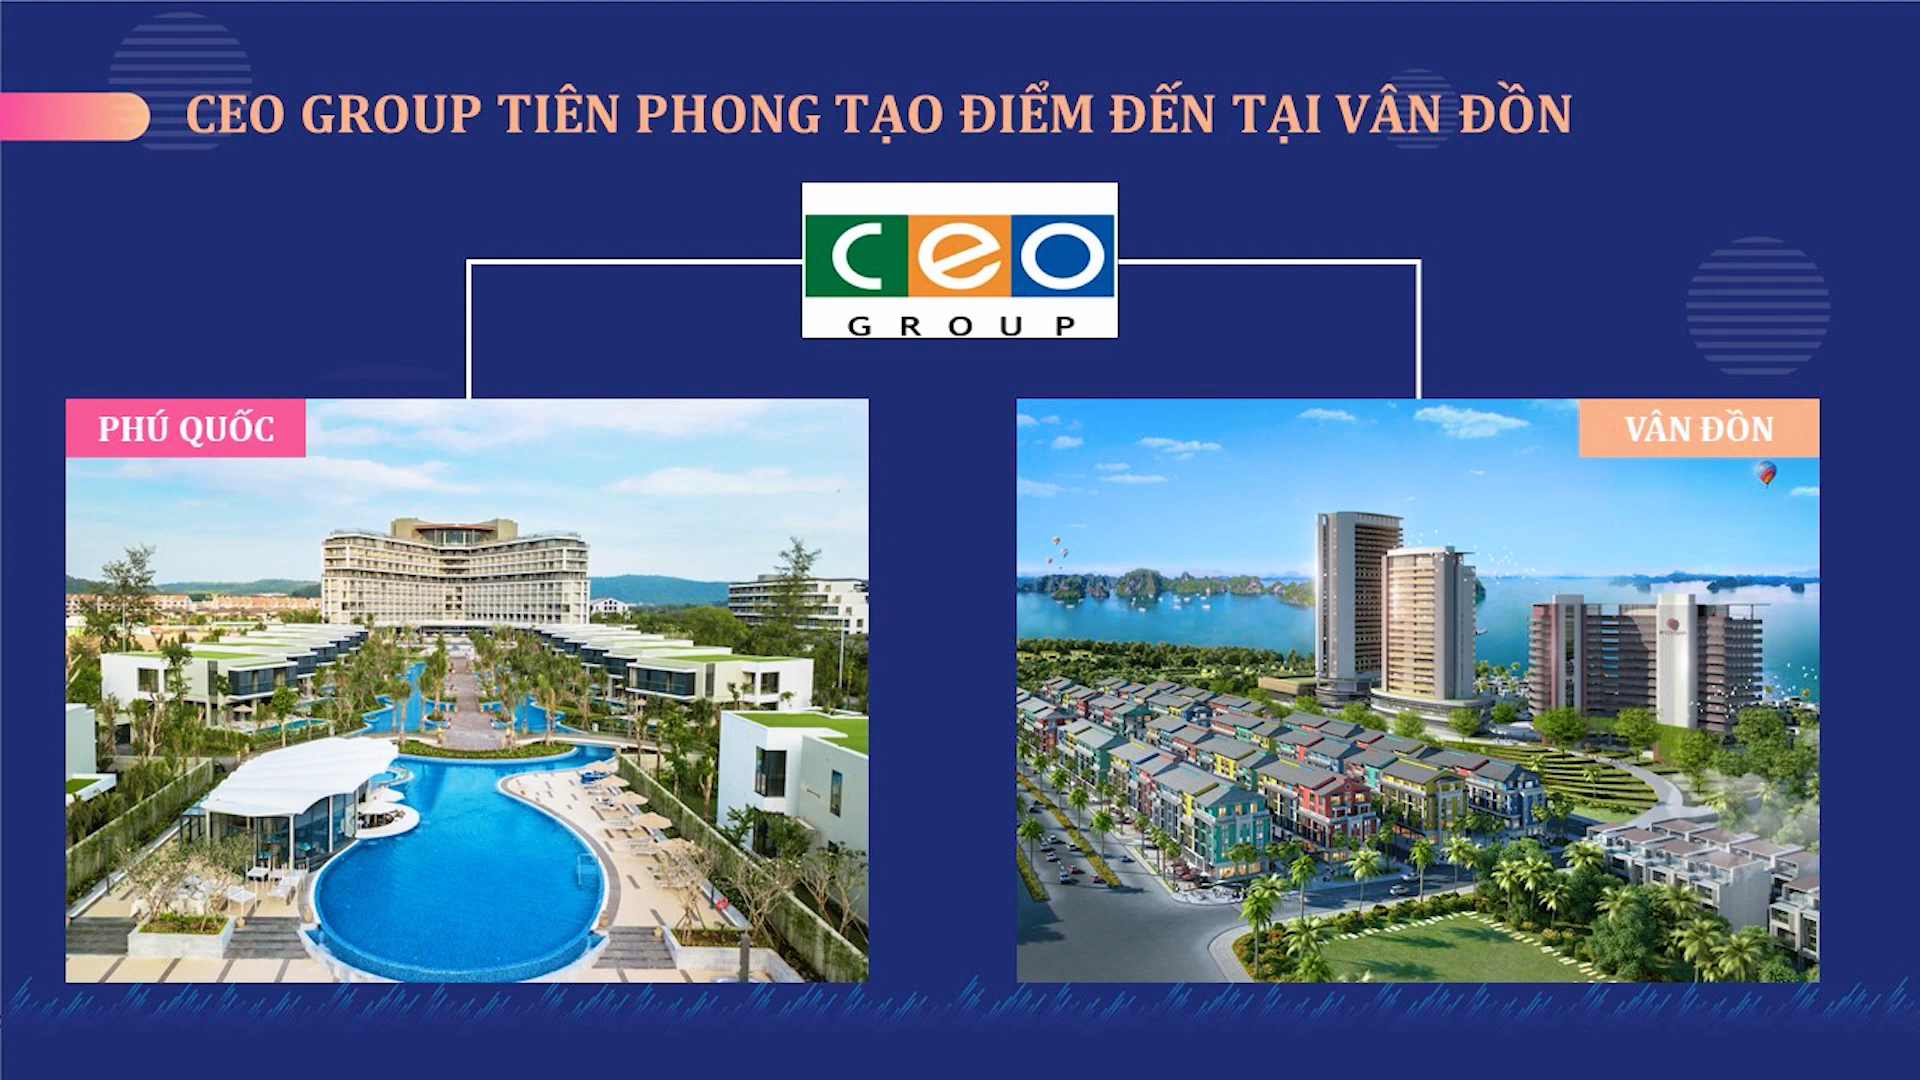 CEO GROUP TIÊN PHONG TẠO ĐIỂM ĐẾN TẠI VÂN ĐỒN
ceo
GROUP
PHÚ QUỐC
VÂN ĐỒN